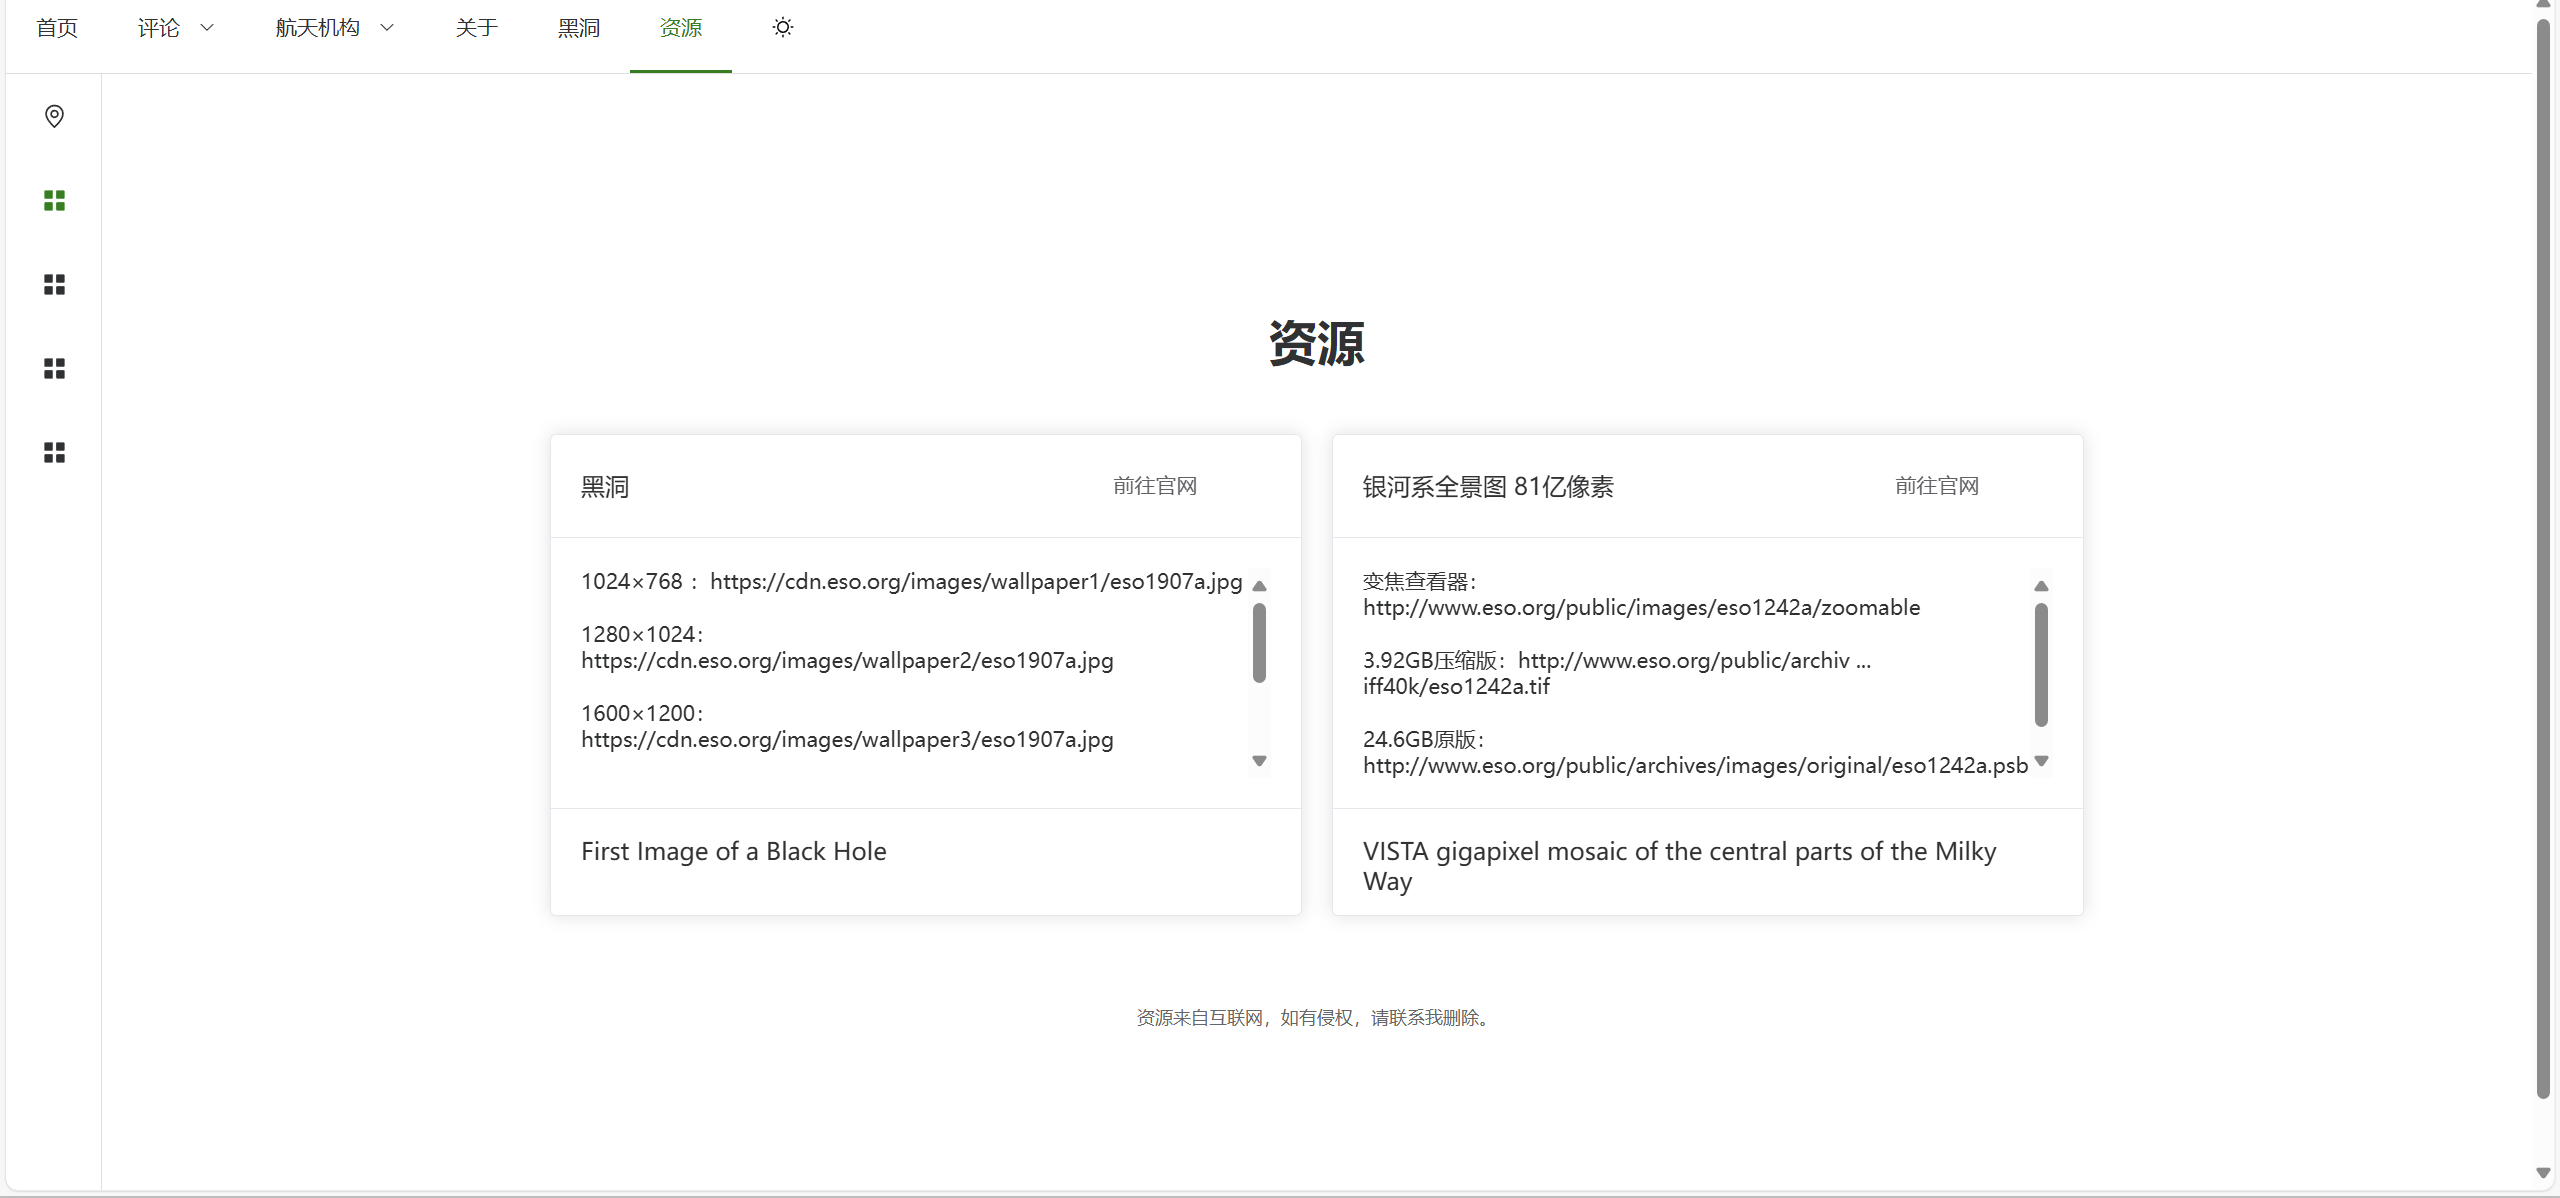 首页
评论
航天机构
关于
黑洞
资源
资源
黑洞
前往官网
1024×768 ：https://cdn.eso.org/images/wallpaper1/eso1907a.jpg
1280×1024：
https://cdn.eso.org/images/wallpaper2/eso1907a.jpg
1600×1200：
https://cdn.eso.org/images/wallpaper3/eso1907a.jpg
First Image of a Black Hole
银河系全景图 81亿像素
前往官网
变焦查看器：
http://www.eso.org/public/images/eso1242a/zoomable
3.92GB压缩版：http://www.eso.org/public/archiv ...
iff40k/eso1242a.tif
24.6GB原版：
http://www.eso.org/public/archives/images/original/eso1242a.psb
VISTA gigapixel mosaic of the central parts of the Milky
Way
资源来自互联网，如有侵权，请联系我删除。